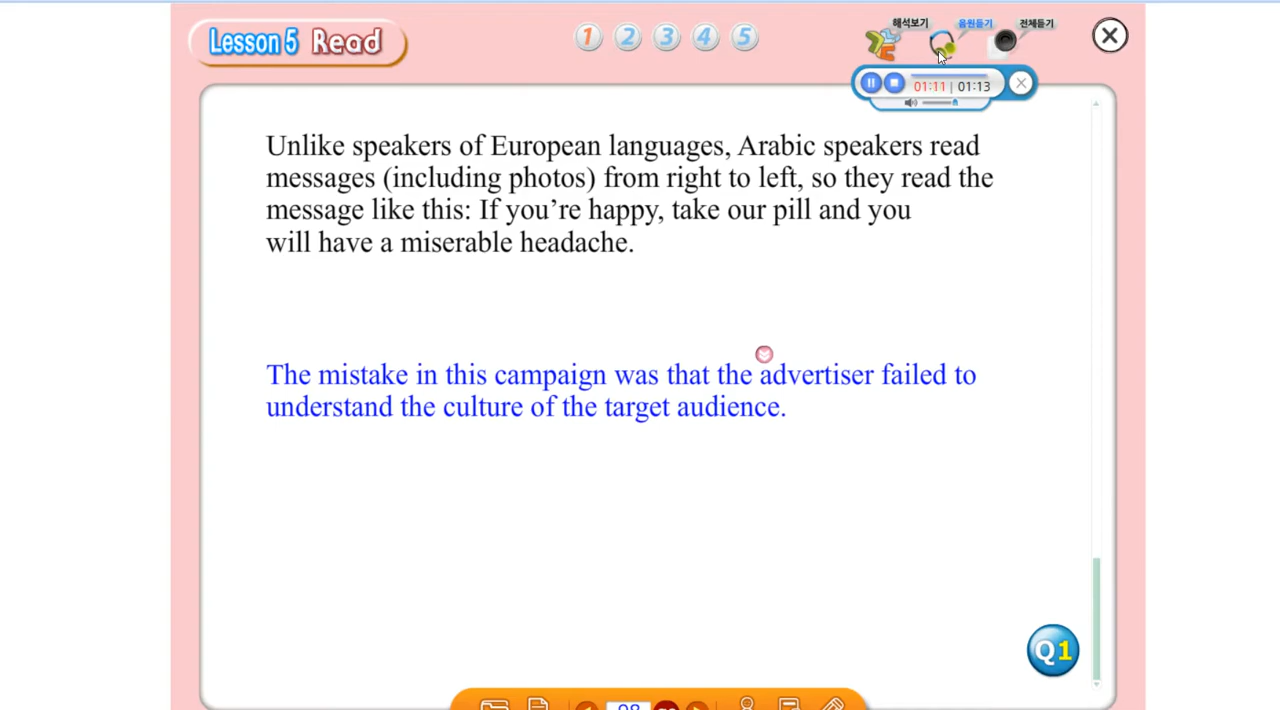 Lesson 5 Read
1 2 3 4 5
해석보기 음원듣기 전체듣기
01:11 | 01:13
Unlike speakers of European languages, Arabic speakers read
messages (including photos) from right to left, so they read the
message like this: If you’re happy, take our pill and you
will have a miserable headache.
The mistake in this campaign was that the advertiser failed to
understand the culture of the target audience.
Q1